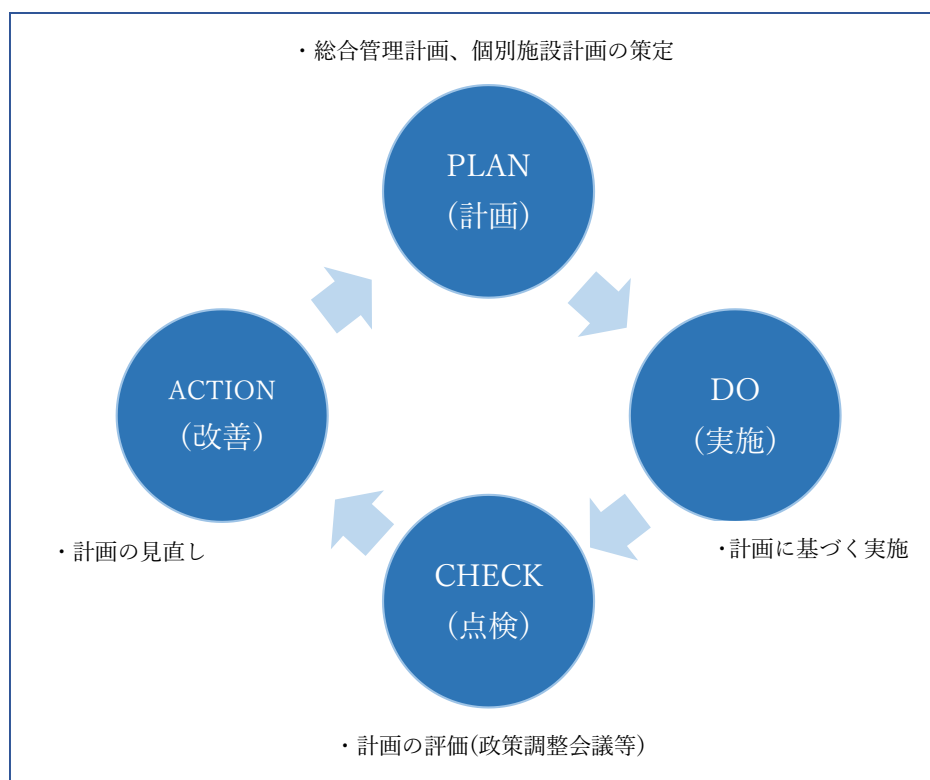 ・総合管理計画、個別施設計画の策定
PLAN
(計画)
DO
(実施)
・計画に基づく実施
CHECK
(点検)
・計画の評価(政策調整会議等)
ACTION
(改善)
・計画の見直し